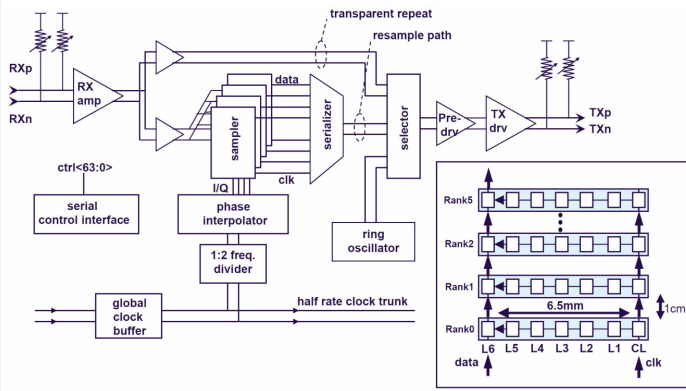 transparent repeat
resample path
RXp
RXn
RX
amp
data
sampler
serializer
selector
clk
I/Q
Pre-
drv
TX
drv
TXp
TXn
ctrl<63:0>
serial
control interface
phase
interpolator
ring
oscillator
1:2 freq.
divider
global
clock
buffer
half rate clock trunk
Rank5
Rank2
Rank1
6.5mm
1cm
Rank0
L6 L5 L4 L3 L2 L1 CL
data
clk